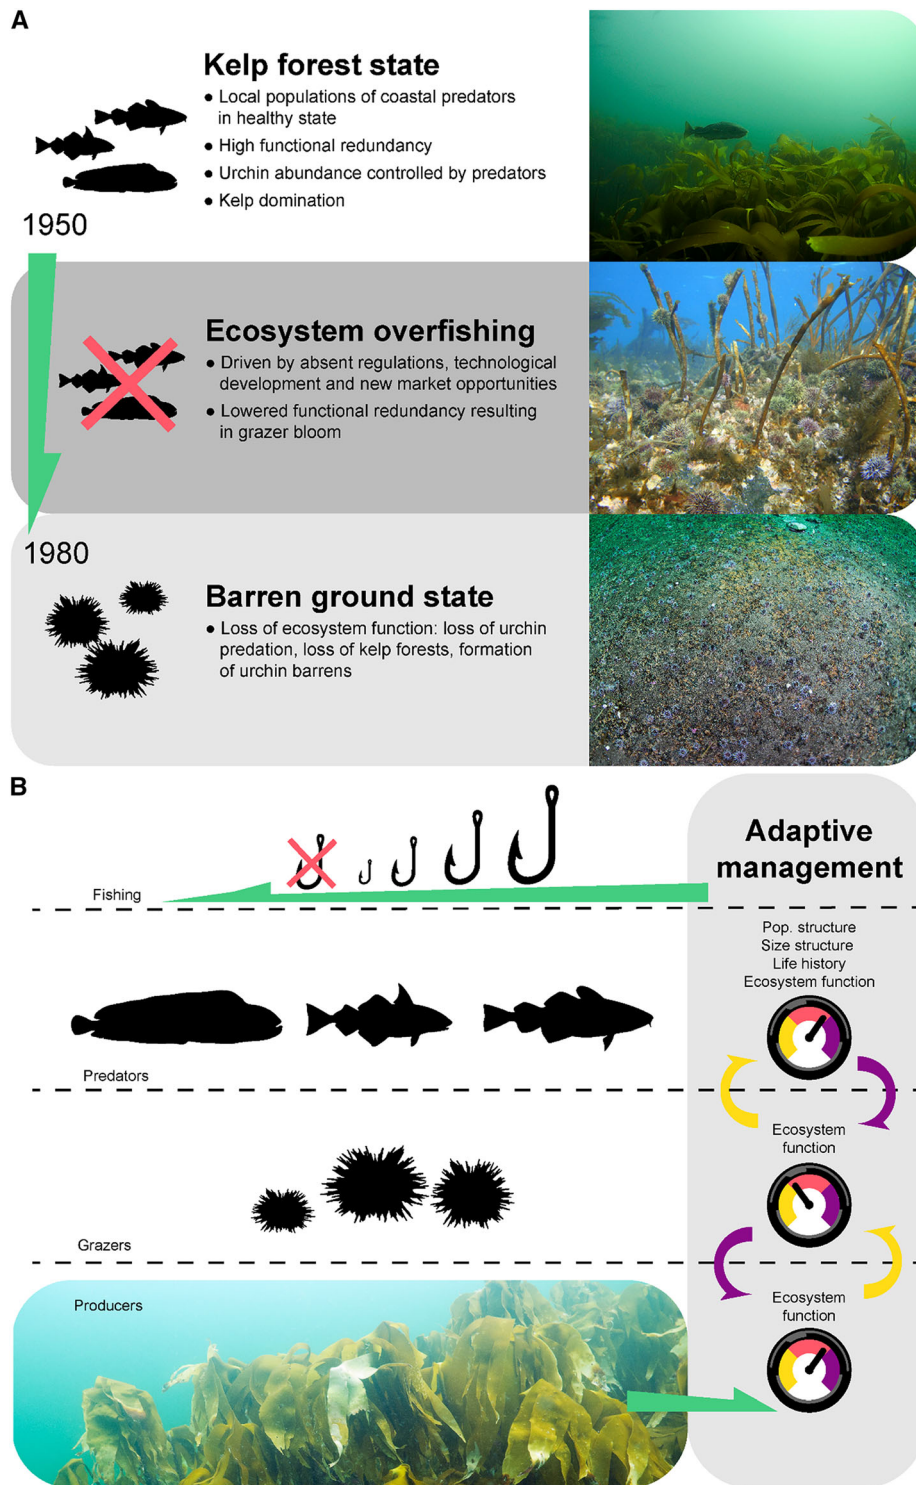 A
Kelp forest state
● Local populations of coastal predators
in healthy state
● High functional redundancy
● Urchin abundance controlled by predators
● Kelp domination
1950
Ecosystem overfishing
● Driven by absent regulations, technological
development and new market opportunities
● Lowered functional redundancy resulting
in grazer bloom
1980
Barren ground state
● Loss of ecosystem function: loss of urchin
predation, loss of kelp forests, formation
of urchin barrens
B
Adaptive
management
Fishing
Pop. structure
Size structure
Life history
Ecosystem function
Predators
Ecosystem
function
Grazers
Producers
Ecosystem
function